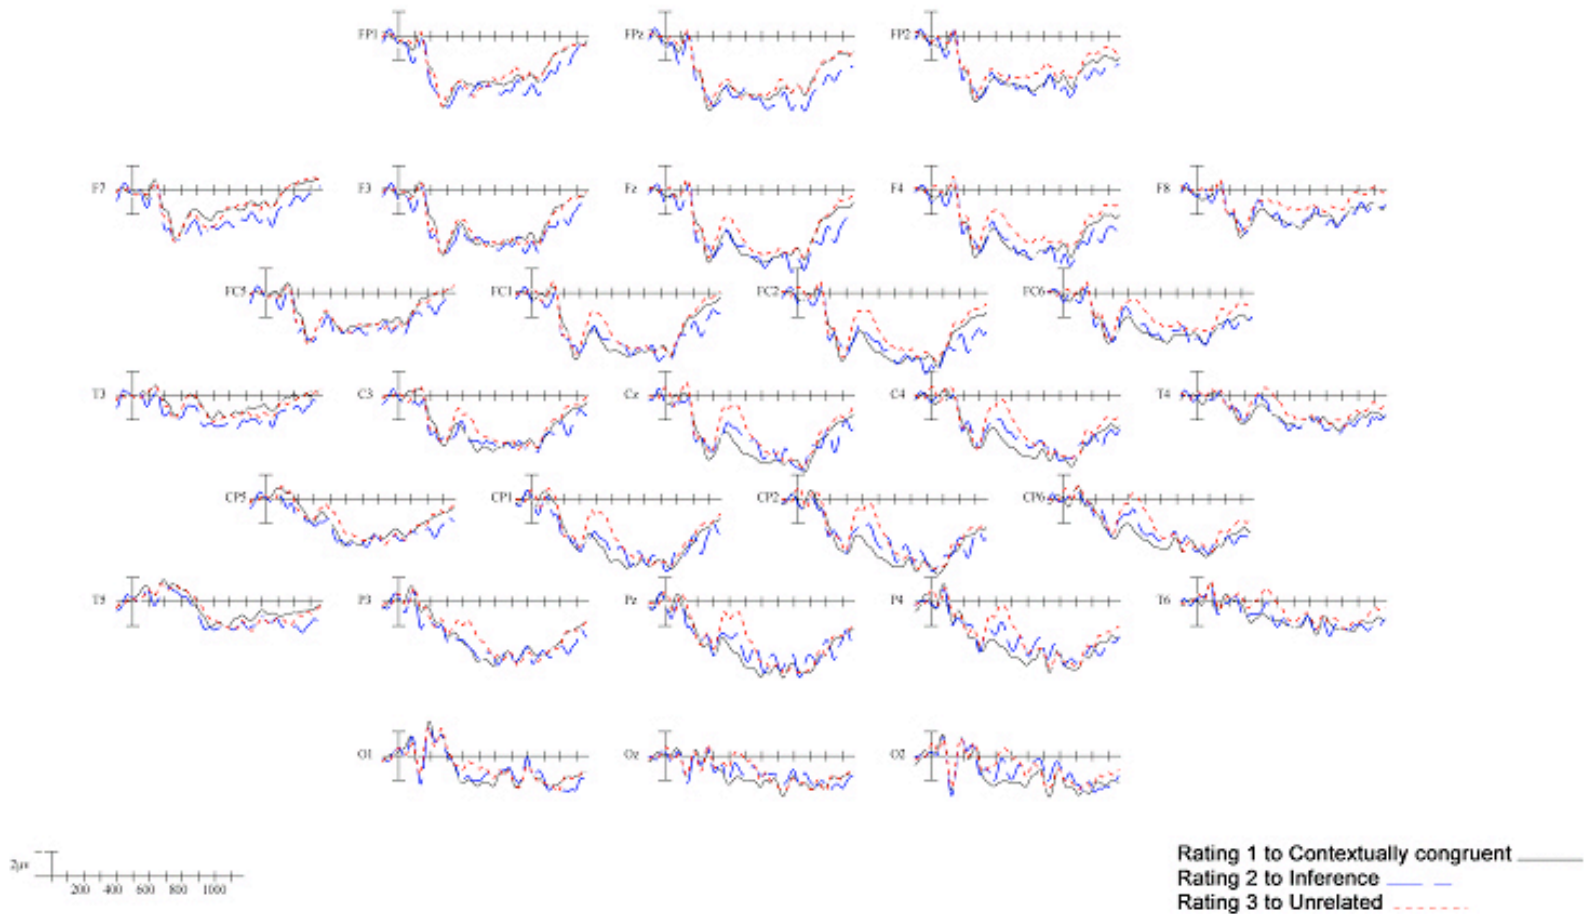 FP1 FPz FP2
F7 F3 Fz F4 F8
FC5 FC1 FC2 FC6
T3 C3 Cz C4 T4
CP5 CP1 CP2 CP6
T5 P3 Pz P4 T6
O1 Oz O2
2μv
200 400 600 800 1000
Rating 1 to Contextually congruent
Rating 2 to Inference
Rating 3 to Unrelated